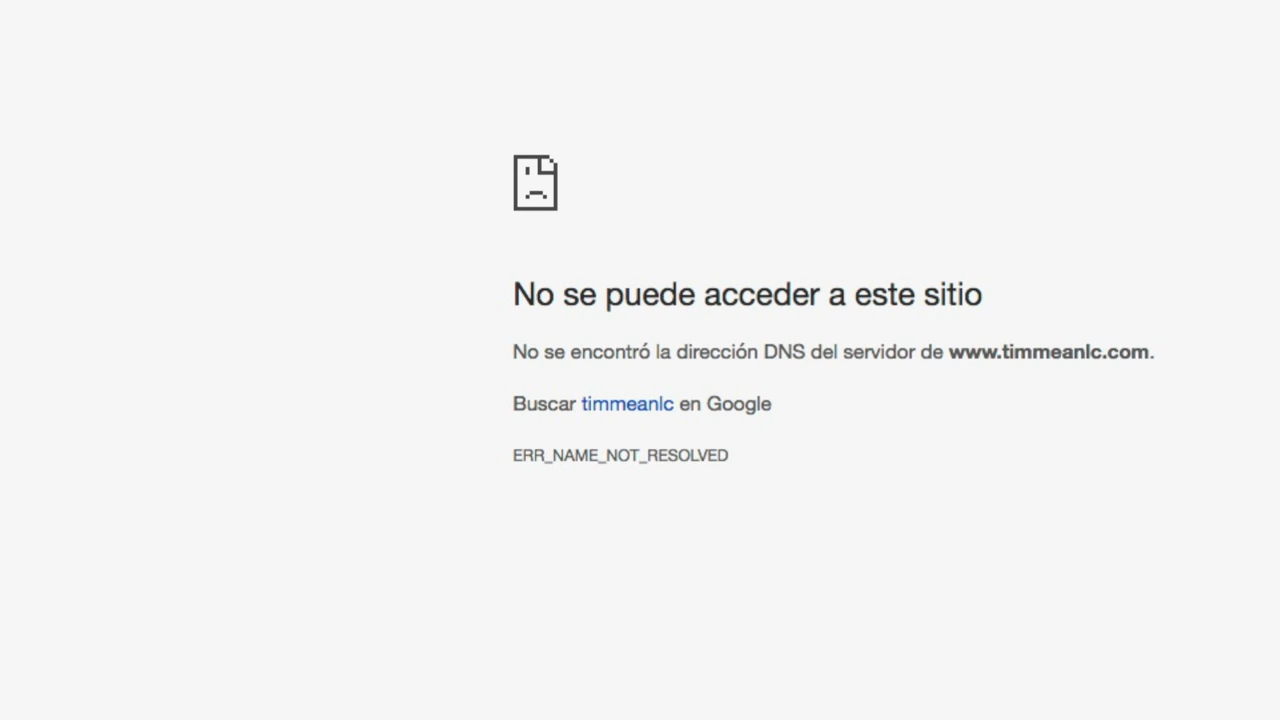 No se puede acceder a este sitio
No se encontró la dirección DNS del servidor de www.timmeanlc.com.
Buscar timmeanlc en Google
ERR_NAME_NOT_RESOLVED